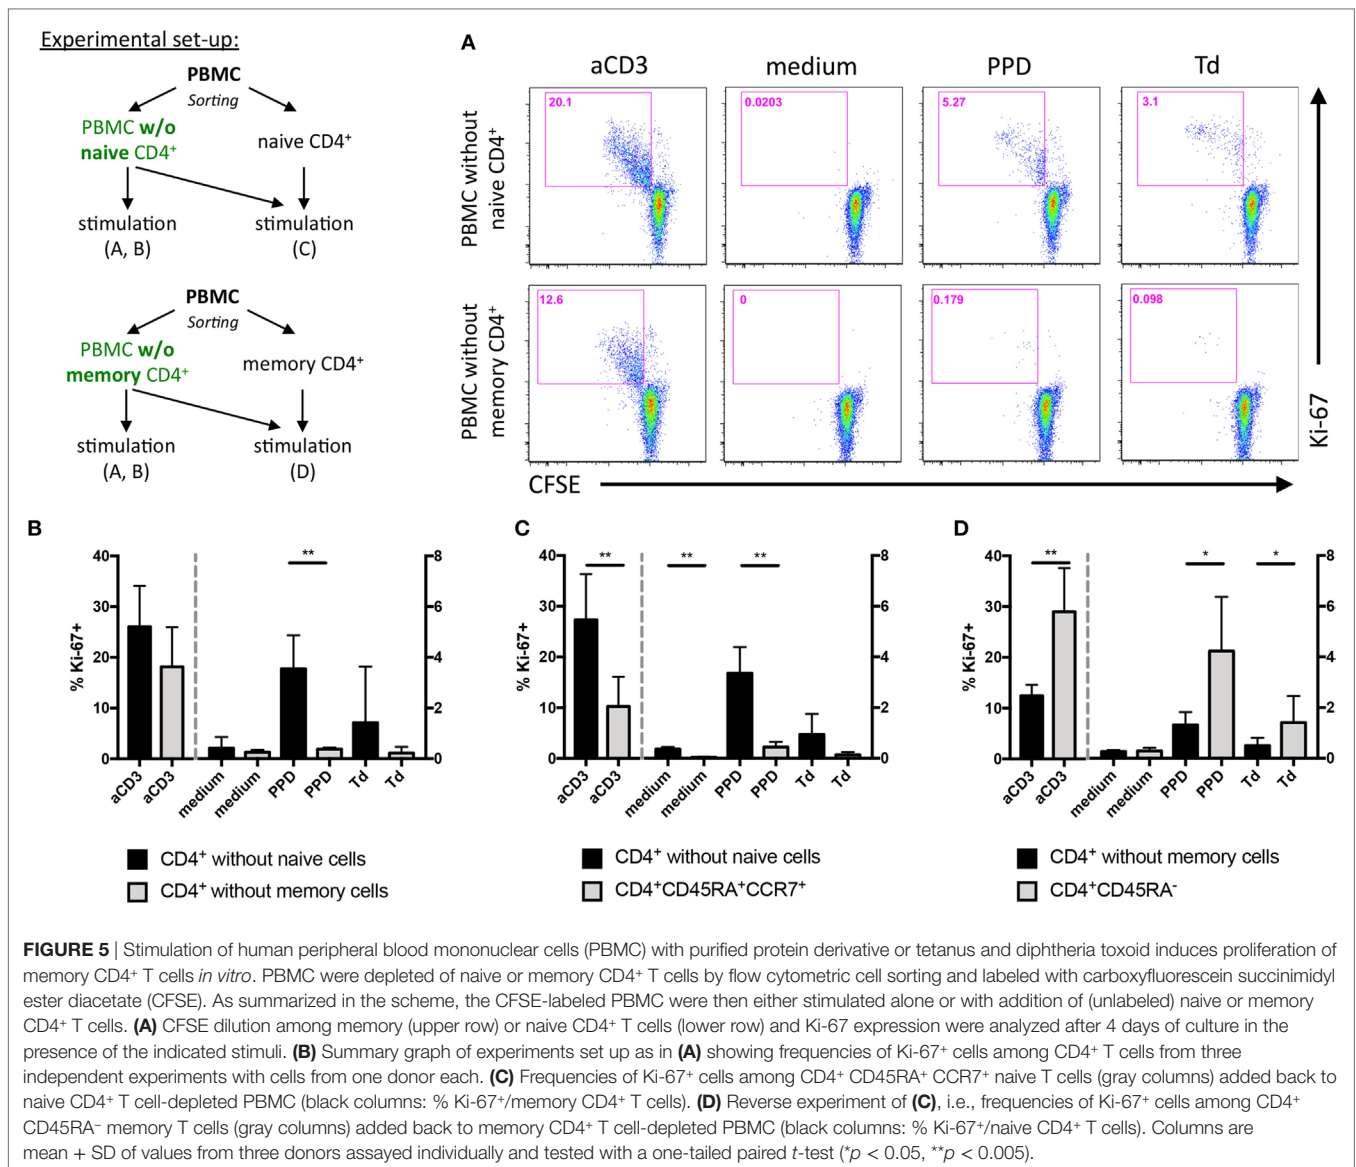 Experimental set-up:
PBMC
Sorting
PBMC w/o
naive CD4⁺
naive CD4⁺
stimulation
(A, B)
stimulation
(C)
PBMC
Sorting
PBMC w/o
memory CD4⁺
memory CD4⁺
stimulation
(A, B)
stimulation
(D)
A
aCD3
medium
PPD
Td
PBMC without
naive CD4⁺
20.1
0.0203
5.27
3.1
PBMC without
memory CD4⁺
12.6
0
0.179
0.098
Ki-67
CFSE
B
% Ki-67+
40
30
20
10
0
**
8
6
4
2
0
aCD3
aCD3
medium
medium
PPD
PPD
Td
Td
CD4⁺ without naive cells
CD4⁺ without memory cells
C
% Ki-67+
40
30
20
10
0
**
**
**
8
6
4
2
0
aCD3
aCD3
medium
medium
PPD
PPD
Td
Td
CD4⁺ without naive cells
CD4⁺CD45RA⁺CCR7⁺
D
% Ki-67+
40
30
20
10
0
**
*
*
8
6
4
2
0
aCD3
aCD3
medium
medium
PPD
PPD
Td
Td
CD4⁺ without memory cells
CD4⁺CD45RA⁻
FIGURE 5 | Stimulation of human peripheral blood mononuclear cells (PBMC) with purified protein derivative or tetanus and diphtheria toxoid induces proliferation of
memory CD4⁺ T cells in vitro. PBMC were depleted of naive or memory CD4⁺ T cells by flow cytometric cell sorting and labeled with carboxyfluorescein succinimidyl
ester diacetate (CFSE). As summarized in the scheme, the CFSE-labeled PBMC were then either stimulated alone or with addition of (unlabeled) naive or memory
CD4⁺ T cells. (A) CFSE dilution among memory (upper row) or naive CD4⁺ T cells (lower row) and Ki-67 expression were analyzed after 4 days of culture in the
presence of the indicated stimuli. (B) Summary graph of experiments set up as in (A) showing frequencies of Ki-67⁺ cells among CD4⁺ T cells from three
independent experiments with cells from one donor each. (C) Frequencies of Ki-67⁺ cells among CD4⁺ CD45RA⁺ CCR7⁺ naive T cells (gray columns) added back to
naive CD4⁺ T cell-depleted PBMC (black columns: % Ki-67⁺/memory CD4⁺ T cells). (D) Reverse experiment of (C), i.e., frequencies of Ki-67⁺ cells among CD4⁺
CD45RA⁻ memory T cells (gray columns) added back to memory CD4⁺ T cell-depleted PBMC (black columns: % Ki-67⁺/naive CD4⁺ T cells). Columns are
mean + SD of values from three donors assayed individually and tested with a one-tailed paired t-test (*p < 0.05, **p < 0.005).